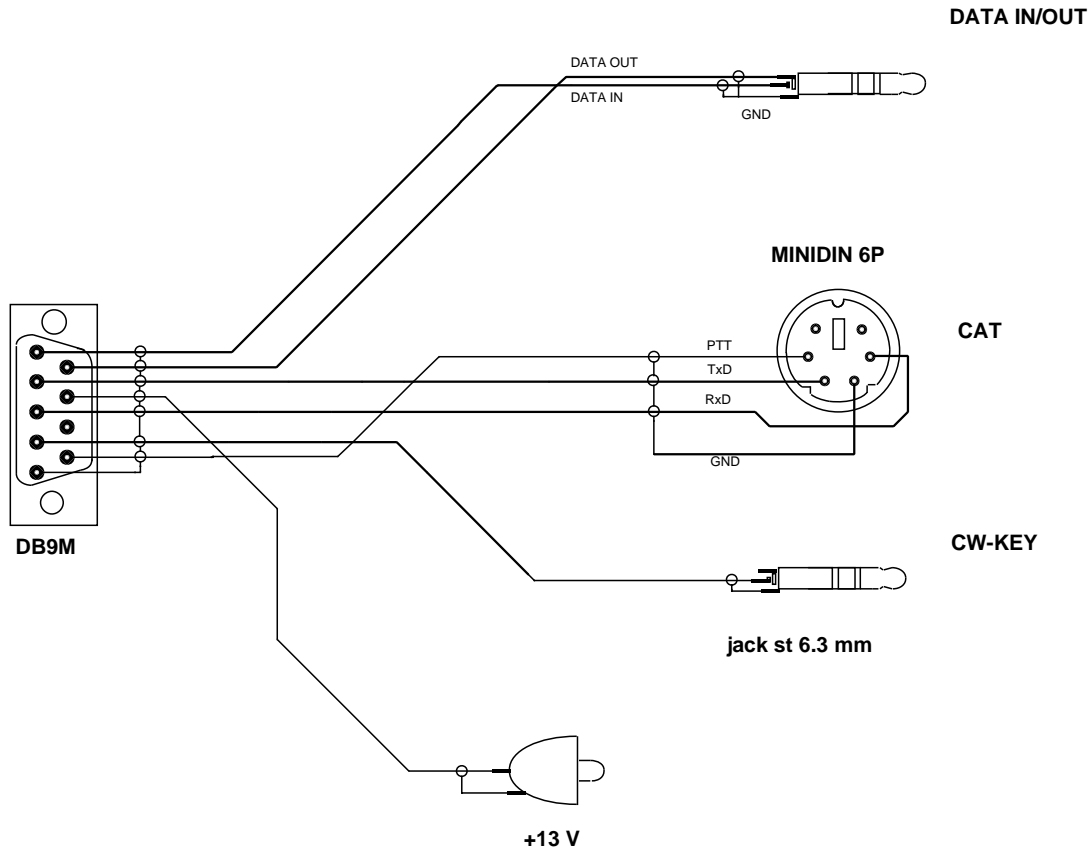 DATA IN/OUT
DATA OUT
DATA IN
GND
MINIDIN 6P
CAT
PTT
TxD
RxD
GND
DB9M
CW-KEY
jack st 6.3 mm
+13 V